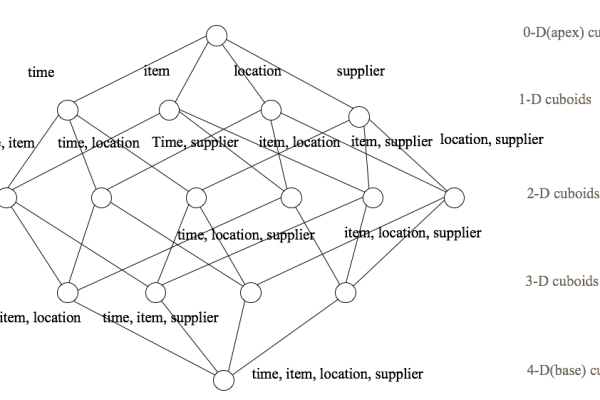 0-D(apex) cu
time item location supplier
1-D cuboids
, item time, location Time, supplier item, location item, supplier location, supplier
2-D cuboids
time, location, supplier item, location, supplier
3-D cuboids
item, location time, item, supplier
4-D(base) cu
time, item, location, supplier